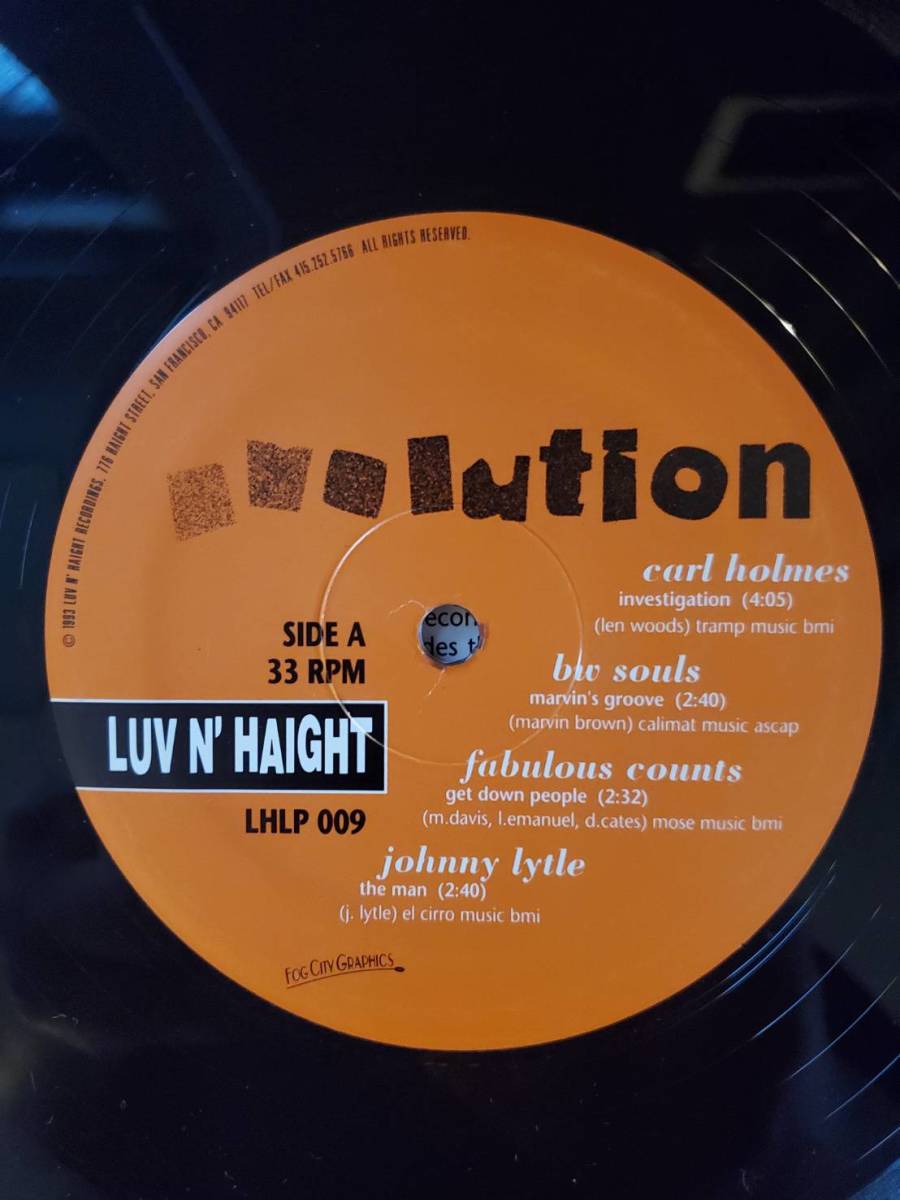 © 1993 LUV N' HAIGHT RECORDINGS, 776 HAIGHT STREET, SAN FRANCISCO, CA 94117 TEL/FAX 415.252.5766 ALL RIGHTS RESERVED.
evolution
carl holmes
investigation (4:05)
(len woods) tramp music bmi
SIDE A
33 RPM
bw souls
marvin's groove (2:40)
(marvin brown) calimat music ascap
LUV N' HAIGHT
LHLP 009
fabulous counts
get down people (2:32)
(m.davis, l.emanuel, d.cates) mose music bmi
johnny lytle
the man (2:40)
(j. lytle) el cirro music bmi
FOG CITY GRAPHICS